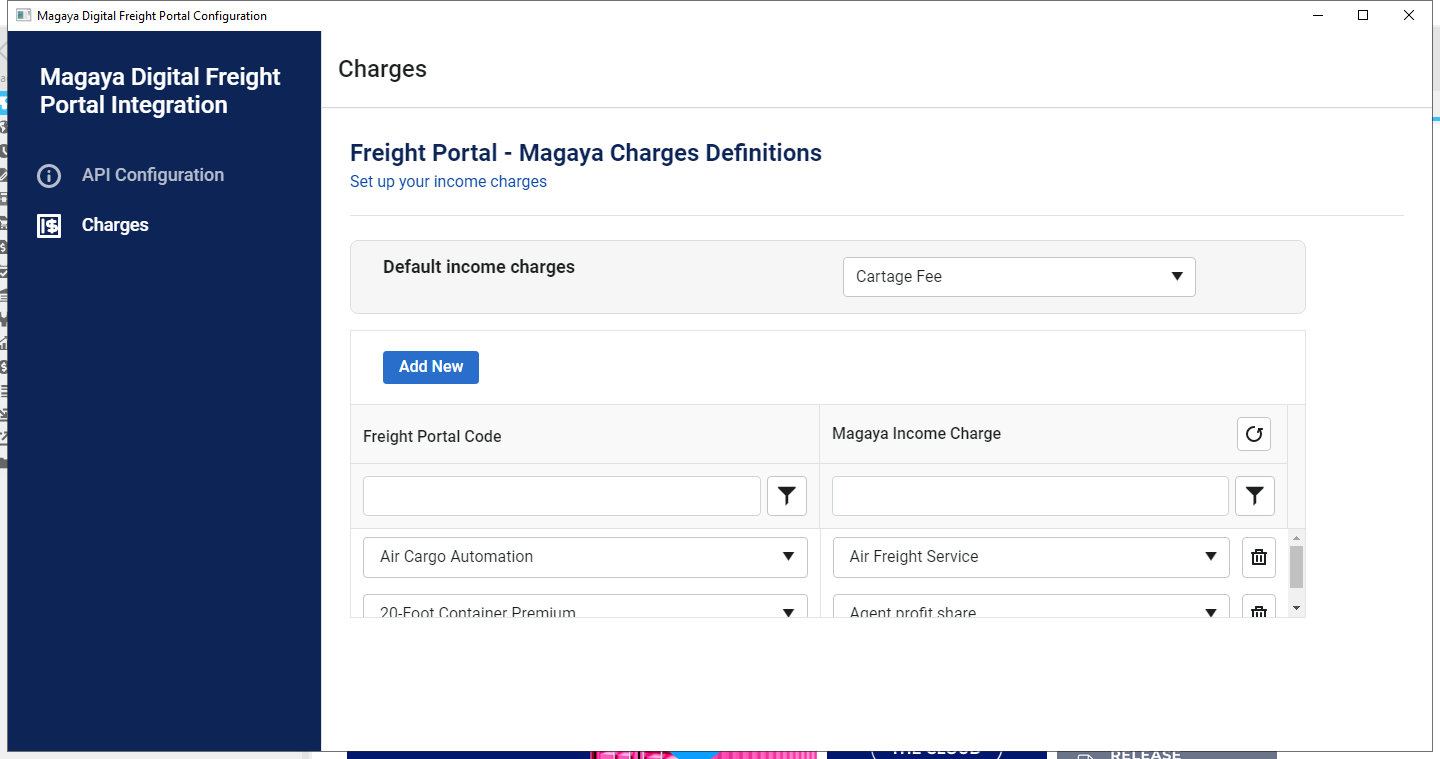 Magaya Digital Freight Portal Configuration
Magaya Digital Freight
Portal Integration
API Configuration
Charges
Charges
Freight Portal - Magaya Charges Definitions
Set up your income charges
Default income charges
Cartage Fee
Add New
Freight Portal Code
Magaya Income Charge
Air Cargo Automation
Air Freight Service
20-Foot Container Premium
Agent profit share
THE CLOUD
RELEASE